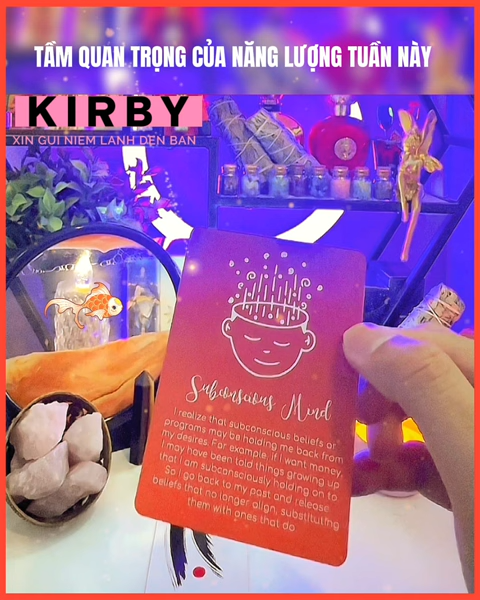 TẦM QUAN TRỌNG CỦA NĂNG LƯỢNG TUẦN NÀY
KIRBY
XIN GỬI NIỀM LÀNH ĐẾN BẠN
Subconscious Mind
I realize that subconscious beliefs or
programs may be holding me back from
my desires. For example, if I want money,
I may have been told things growing up
that I am subconsciously holding on to
So I go back to my past and release
beliefs that no longer align, substituting
them with ones that do